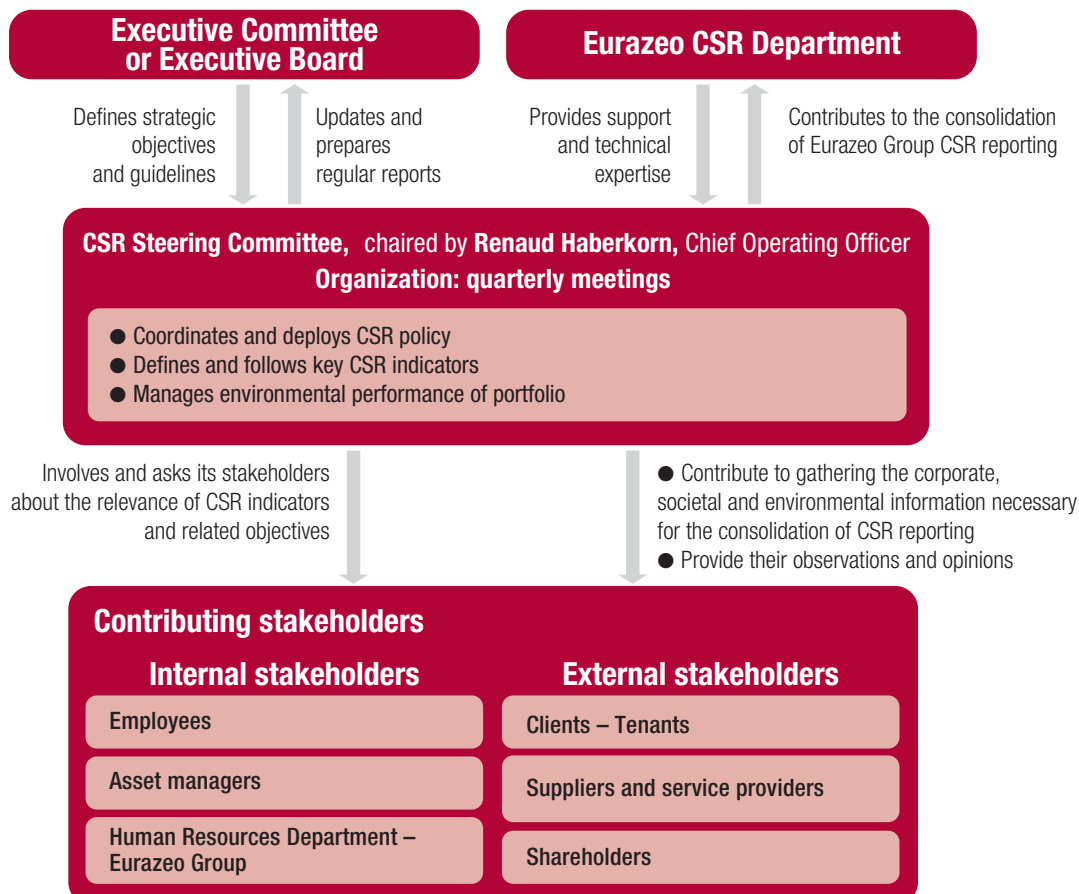 Executive Committee
or Executive Board
Eurazeo CSR Department
Defines strategic
objectives
and guidelines
Updates and
prepares
regular reports
Provides support
and technical
expertise
Contributes to the consolidation
of Eurazeo Group CSR reporting
CSR Steering Committee, chaired by Renaud Haberkorn, Chief Operating Officer
Organization: quarterly meetings
● Coordinates and deploys CSR policy
● Defines and follows key CSR indicators
● Manages environmental performance of portfolio
Involves and asks its stakeholders
about the relevance of CSR indicators
and related objectives
● Contribute to gathering the corporate,
societal and environmental information necessary
for the consolidation of CSR reporting
● Provide their observations and opinions
Contributing stakeholders
Internal stakeholders
Employees
Asset managers
Human Resources Department –
Eurazeo Group
External stakeholders
Clients – Tenants
Suppliers and service providers
Shareholders